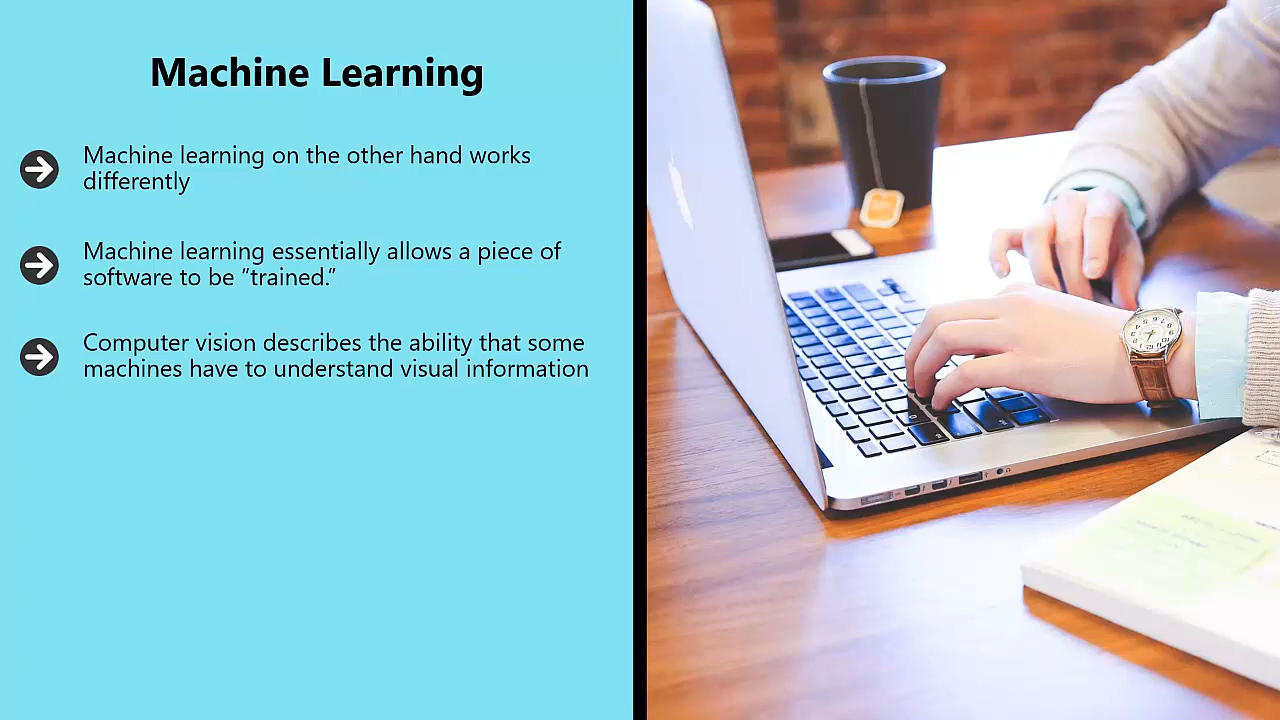 Machine Learning
Machine learning on the other hand works
differently
Machine learning essentially allows a piece of
software to be “trained.”
Computer vision describes the ability that some
machines have to understand visual information